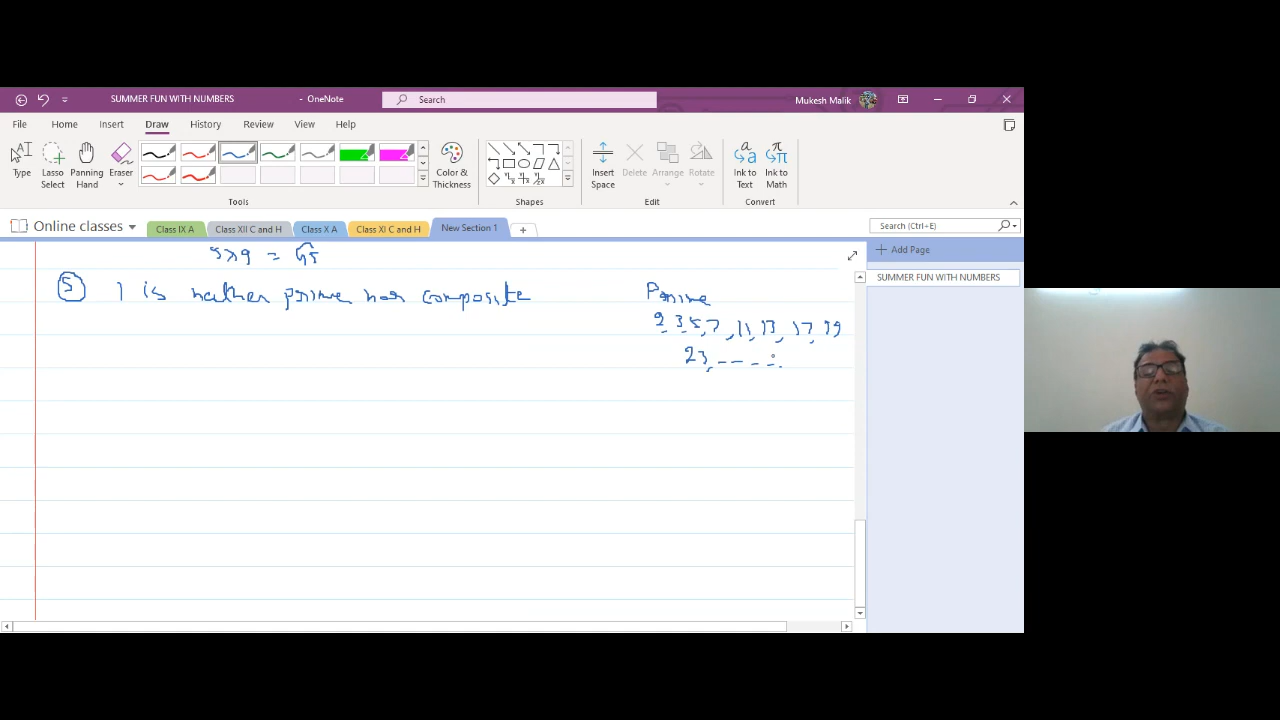 SUMMER FUN WITH NUMBERS - OneNote
Search
Mukesh Malik
File Home Insert Draw History Review View Help
Type
Lasso Select
Panning Hand
Eraser
Color & Thickness
Insert Space
Delete
Arrange
Rotate
Ink to Text
Ink to Math
Tools
Shapes
Edit
Convert
Online classes
Class IX A
Class XII C and H
Class X A
Class XI C and H
New Section 1
Search (Ctrl+E)
Add Page
SUMMER FUN WITH NUMBERS
5x9 = 45
5 1 is neither prime nor composite
Prime
2, 3, 5, 7, 11, 13, 17, 19
23, -----